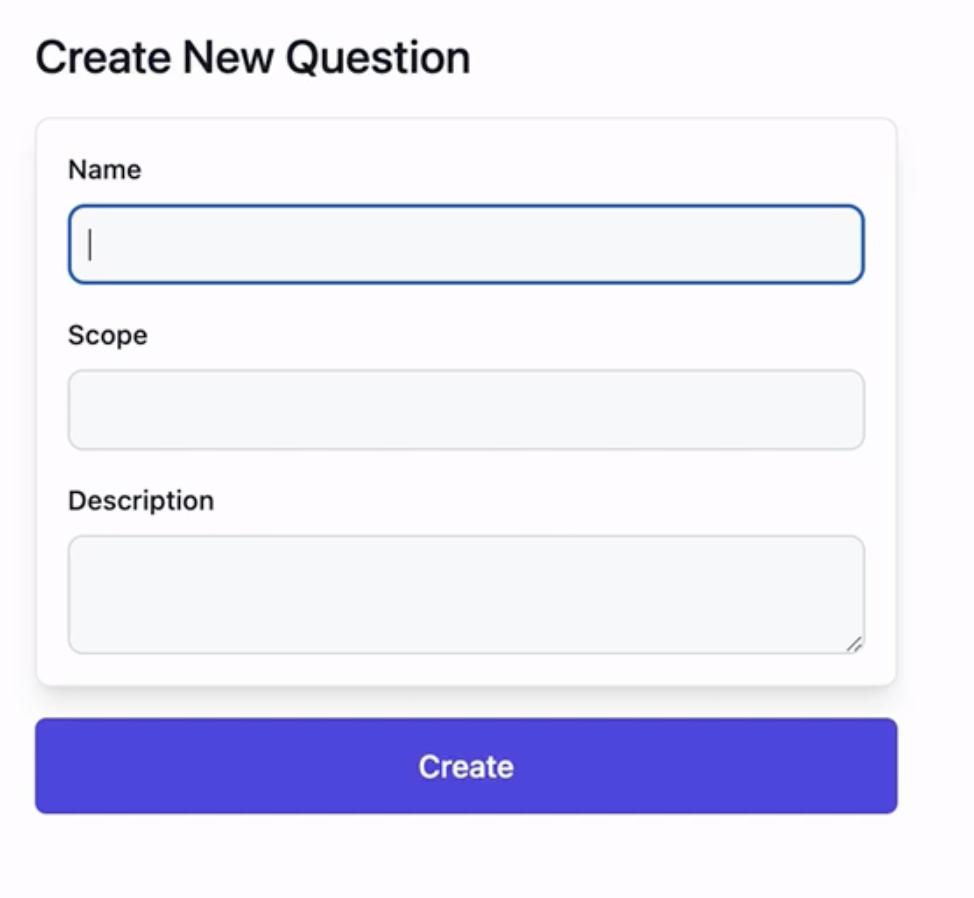 Create New Question
Name
Scope
Description
Create